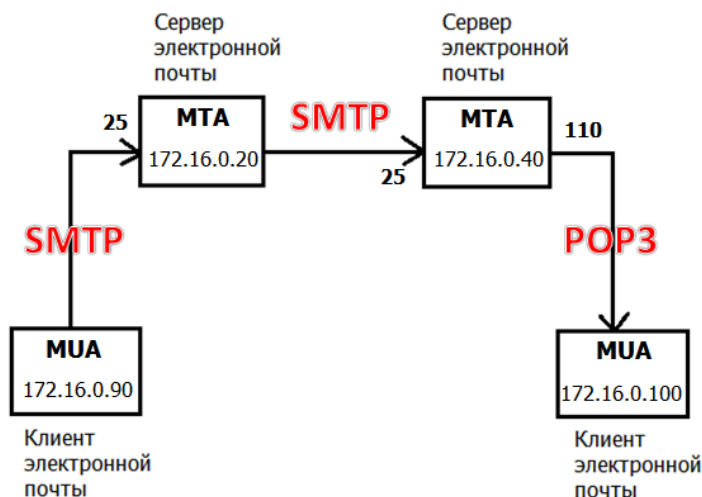 Сервер
электронной
почты
Сервер
электронной
почты
25
MTA
172.16.0.20
SMTP
25
MTA
172.16.0.40
110
SMTP
POP3
MUA
172.16.0.90
MUA
172.16.0.100
Клиент
электронной
почты
Клиент
электронной
почты